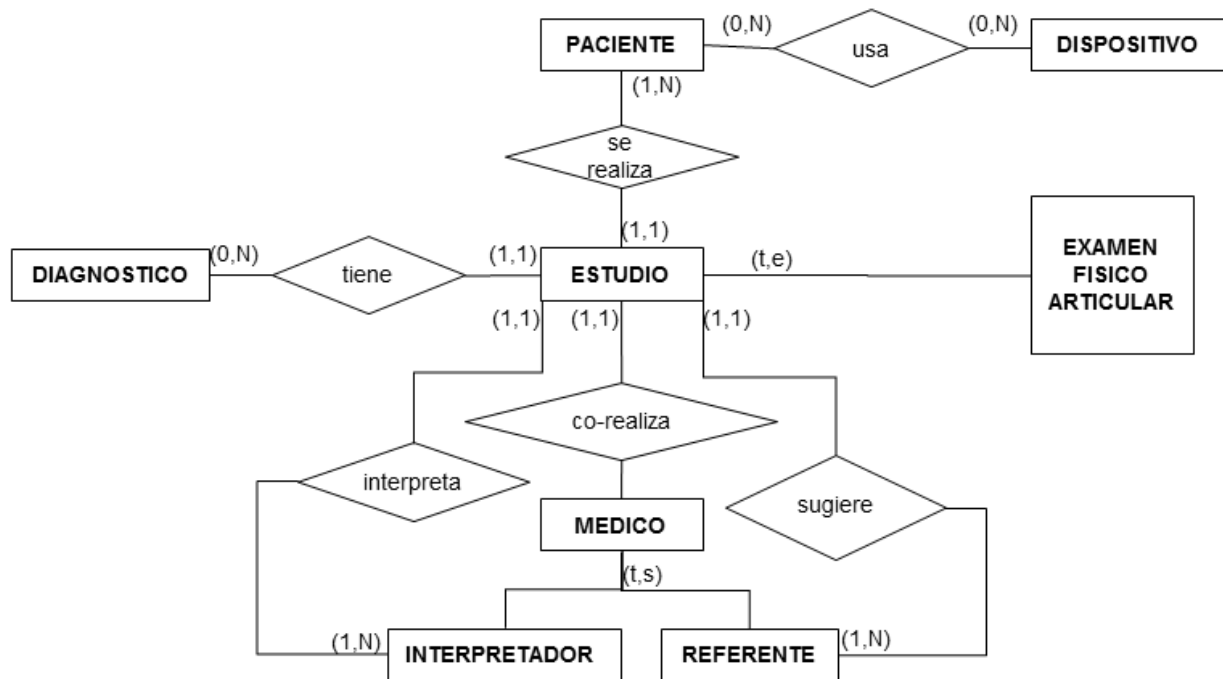 (0,N)
(0,N)
PACIENTE
usa
DISPOSITIVO
(1,N)
se
realiza
(1,1)
DIAGNOSTICO
(0,N)
tiene
(1,1)
ESTUDIO
(t,e)
EXAMEN
FISICO
ARTICULAR
(1,1)
(1,1)
(1,1)
co-realiza
interpreta
sugiere
MEDICO
(t,s)
(1,N)
INTERPRETADOR
REFERENTE
(1,N)